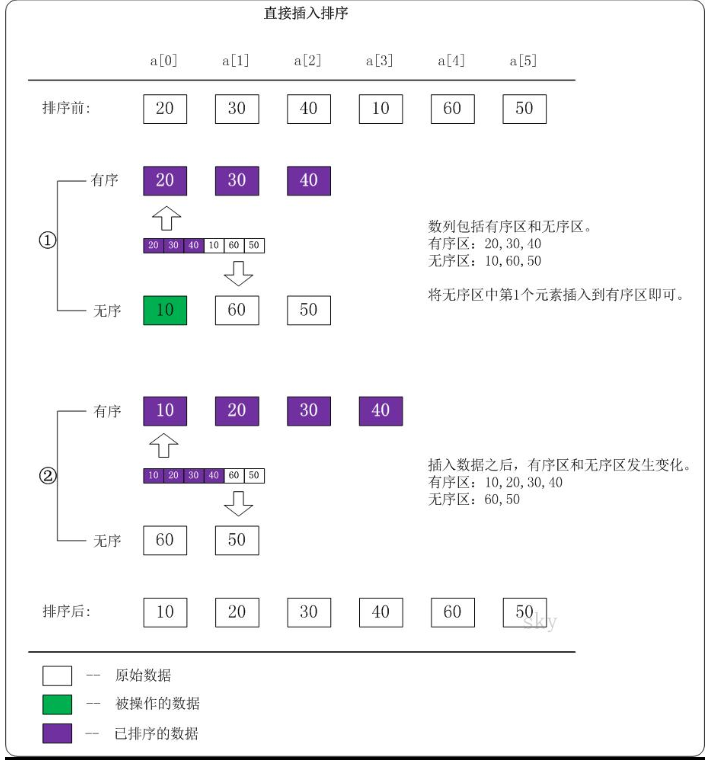 直接插入排序
a[0] a[1] a[2] a[3] a[4] a[5]
排序前: 20 30 40 10 60 50
有序 20 30 40
①
20 30 40 10 60 50
数列包括有序区和无序区。
有序区: 20,30,40
无序区: 10,60,50
将无序区中第1个元素插入到有序区即可。
无序 10 60 50
有序 10 20 30 40
②
10 20 30 40 60 50
插入数据之后, 有序区和无序区发生变化。
有序区: 10,20,30,40
无序区: 60,50
无序 60 50
排序后: 10 20 30 40 60 50
sky
-- 原始数据
-- 被操作的数据
-- 已排序的数据